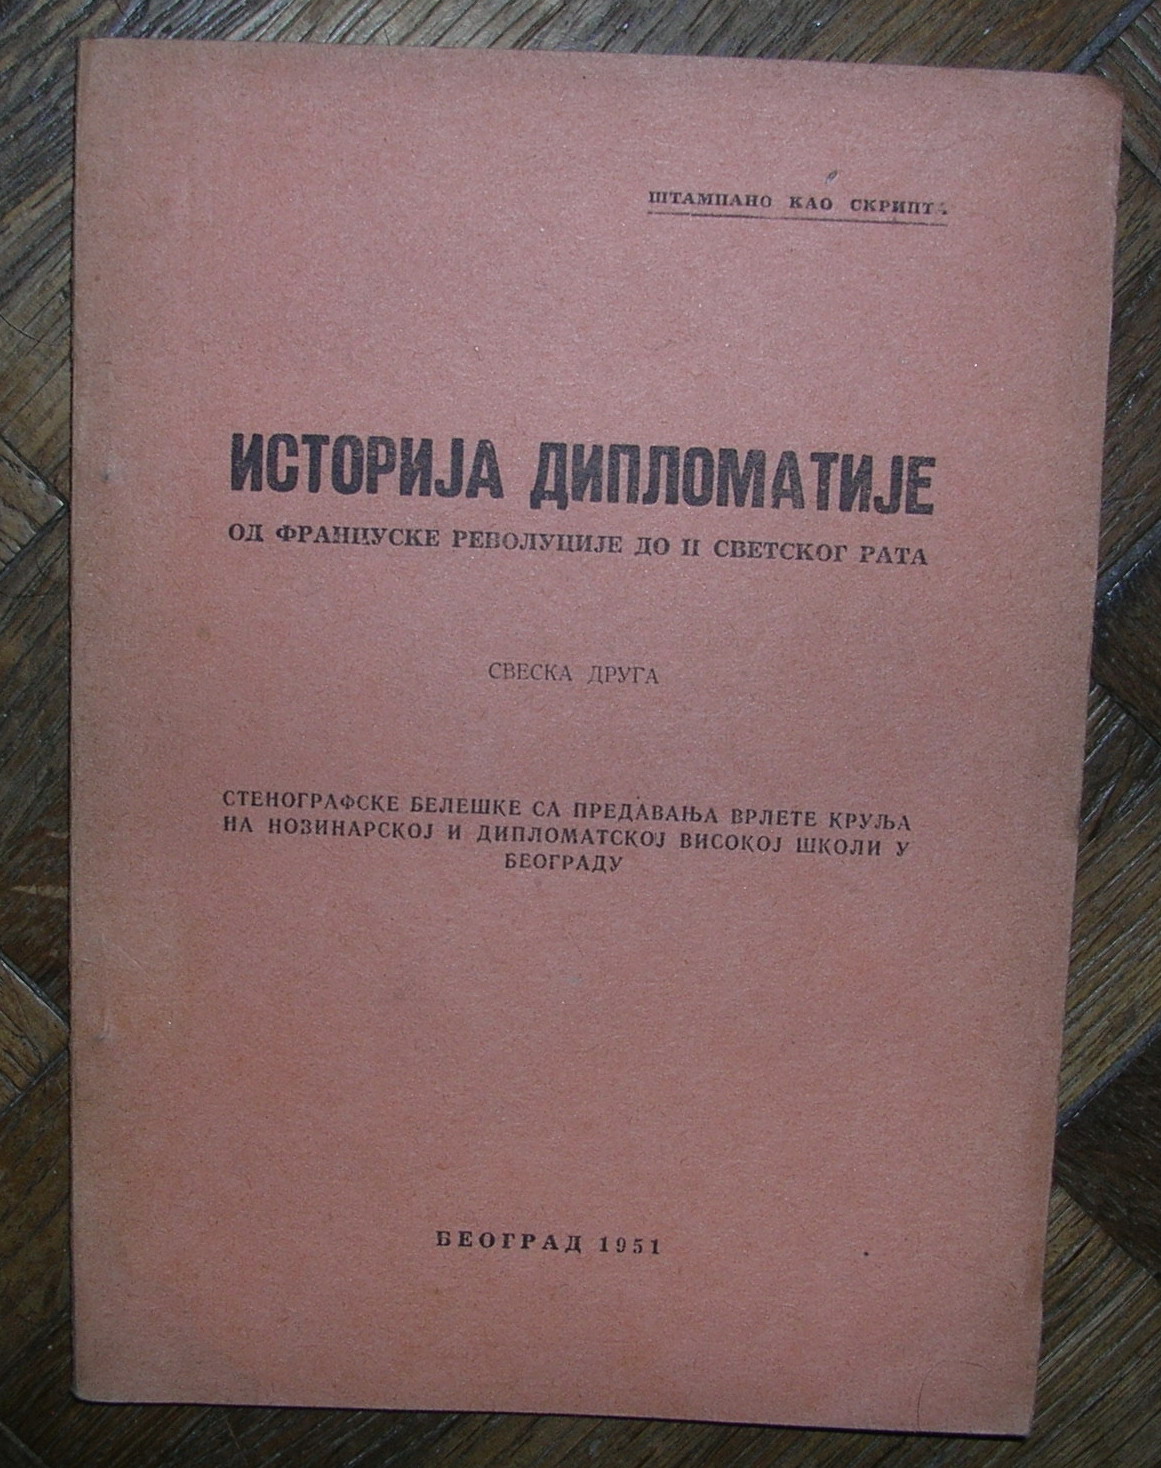 ШТАМПАНО КАО СКРИПТА
ИСТОРИЈА ДИПЛОМАТИЈЕ
ОД ФРАНЦУСКЕ РЕВОЛУЦИЈЕ ДО II СВЕТСКОГ РАТА
СВЕСКА ДРУГА
СТЕНОГРАФСКЕ БЕЛЕШКЕ СА ПРЕДАВАЊА ВРЛЕТЕ КРУЉА
НА НОЗИНАРСКОЈ И ДИПЛОМАТСКОЈ ВИСОКОЈ ШКОЛИ У
БЕОГРАДУ
БЕОГРАД 1951